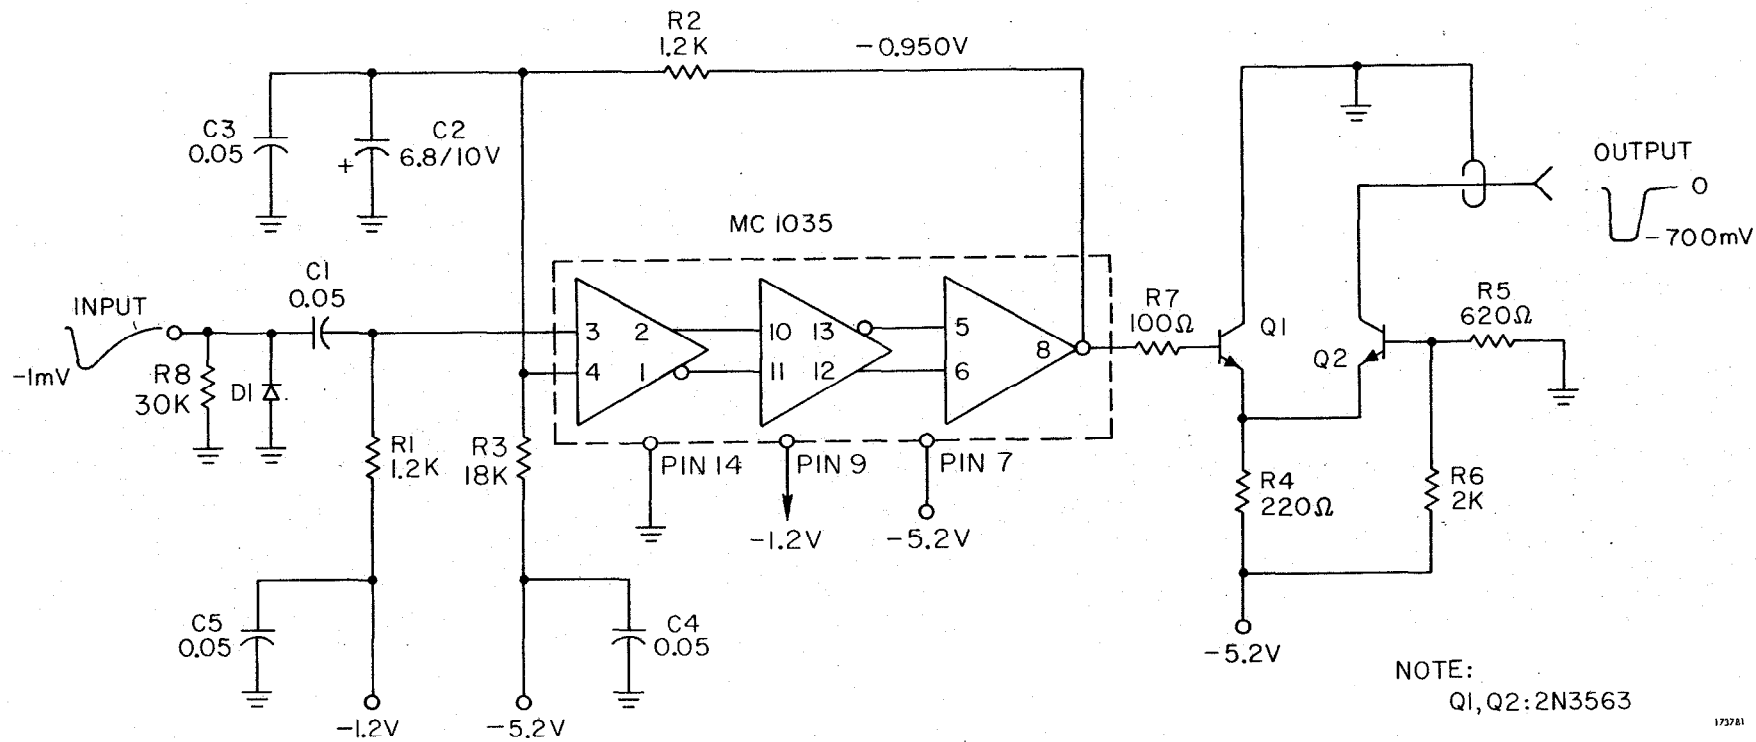 R2
1.2K
-0.950V
C3
0.05
C2
6.8/10V
+
OUTPUT
0
-700mV
MC 1035
INPUT
-1mV
C1
0.05
R8
30K
D1
R1
1.2K
R3
18K
3
4
2
1
10
11
13
12
5
6
8
R7
100Ω
Q1
Q2
R5
620Ω
PIN 14
PIN 9
PIN 7
-1.2V
-5.2V
R4
220Ω
R6
2K
C5
0.05
C4
0.05
-1.2V
-5.2V
-5.2V
NOTE:
Q1,Q2:2N3563
173781